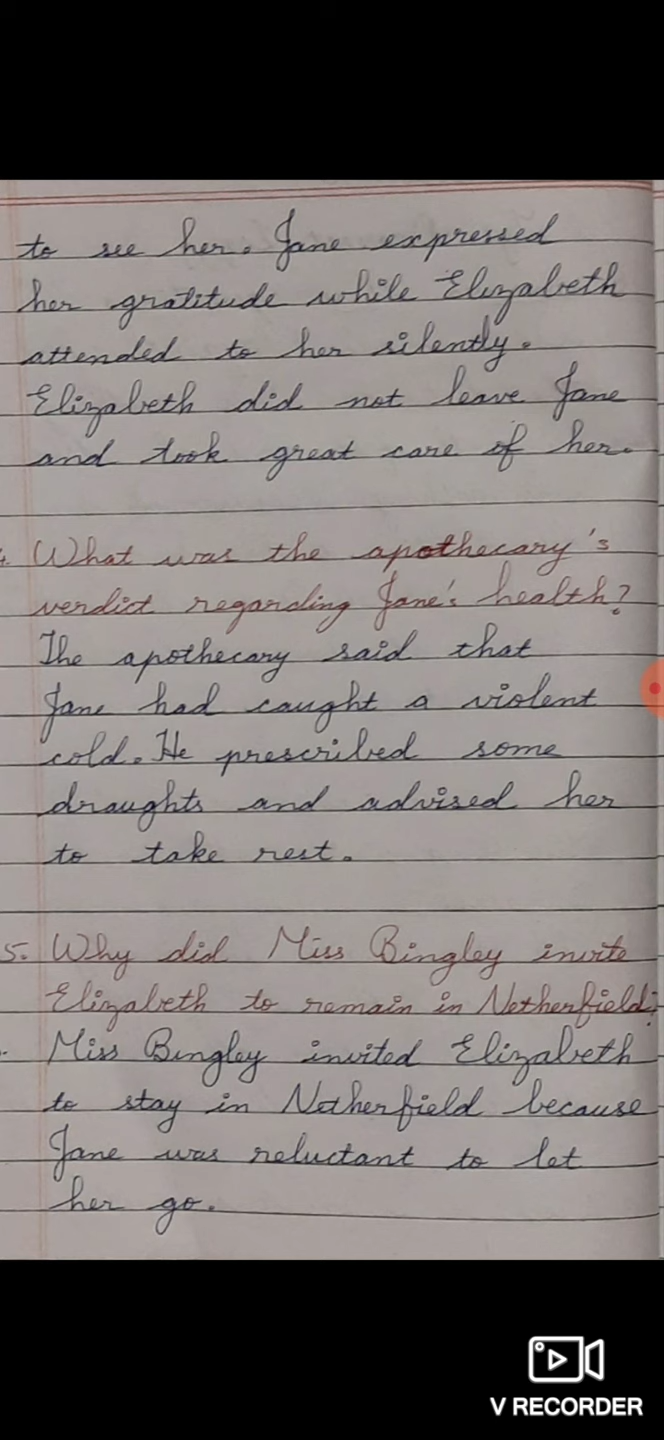 to see her. Jane expressed
her gratitude while Elizabeth
attended to her silently.
Elizabeth did not leave Jane
and took great care of her.
4. What was the apothecary's
verdict regarding Jane's health?
The apothecary said that
Jane had caught a violent
cold. He prescribed some
draughts and advised her
to take rest.
5. Why did Miss Bingley invite
Elizabeth to remain in Netherfield?
Miss Bingley invited Elizabeth
to stay in Netherfield because
Jane was reluctant to let
her go.
V RECORDER